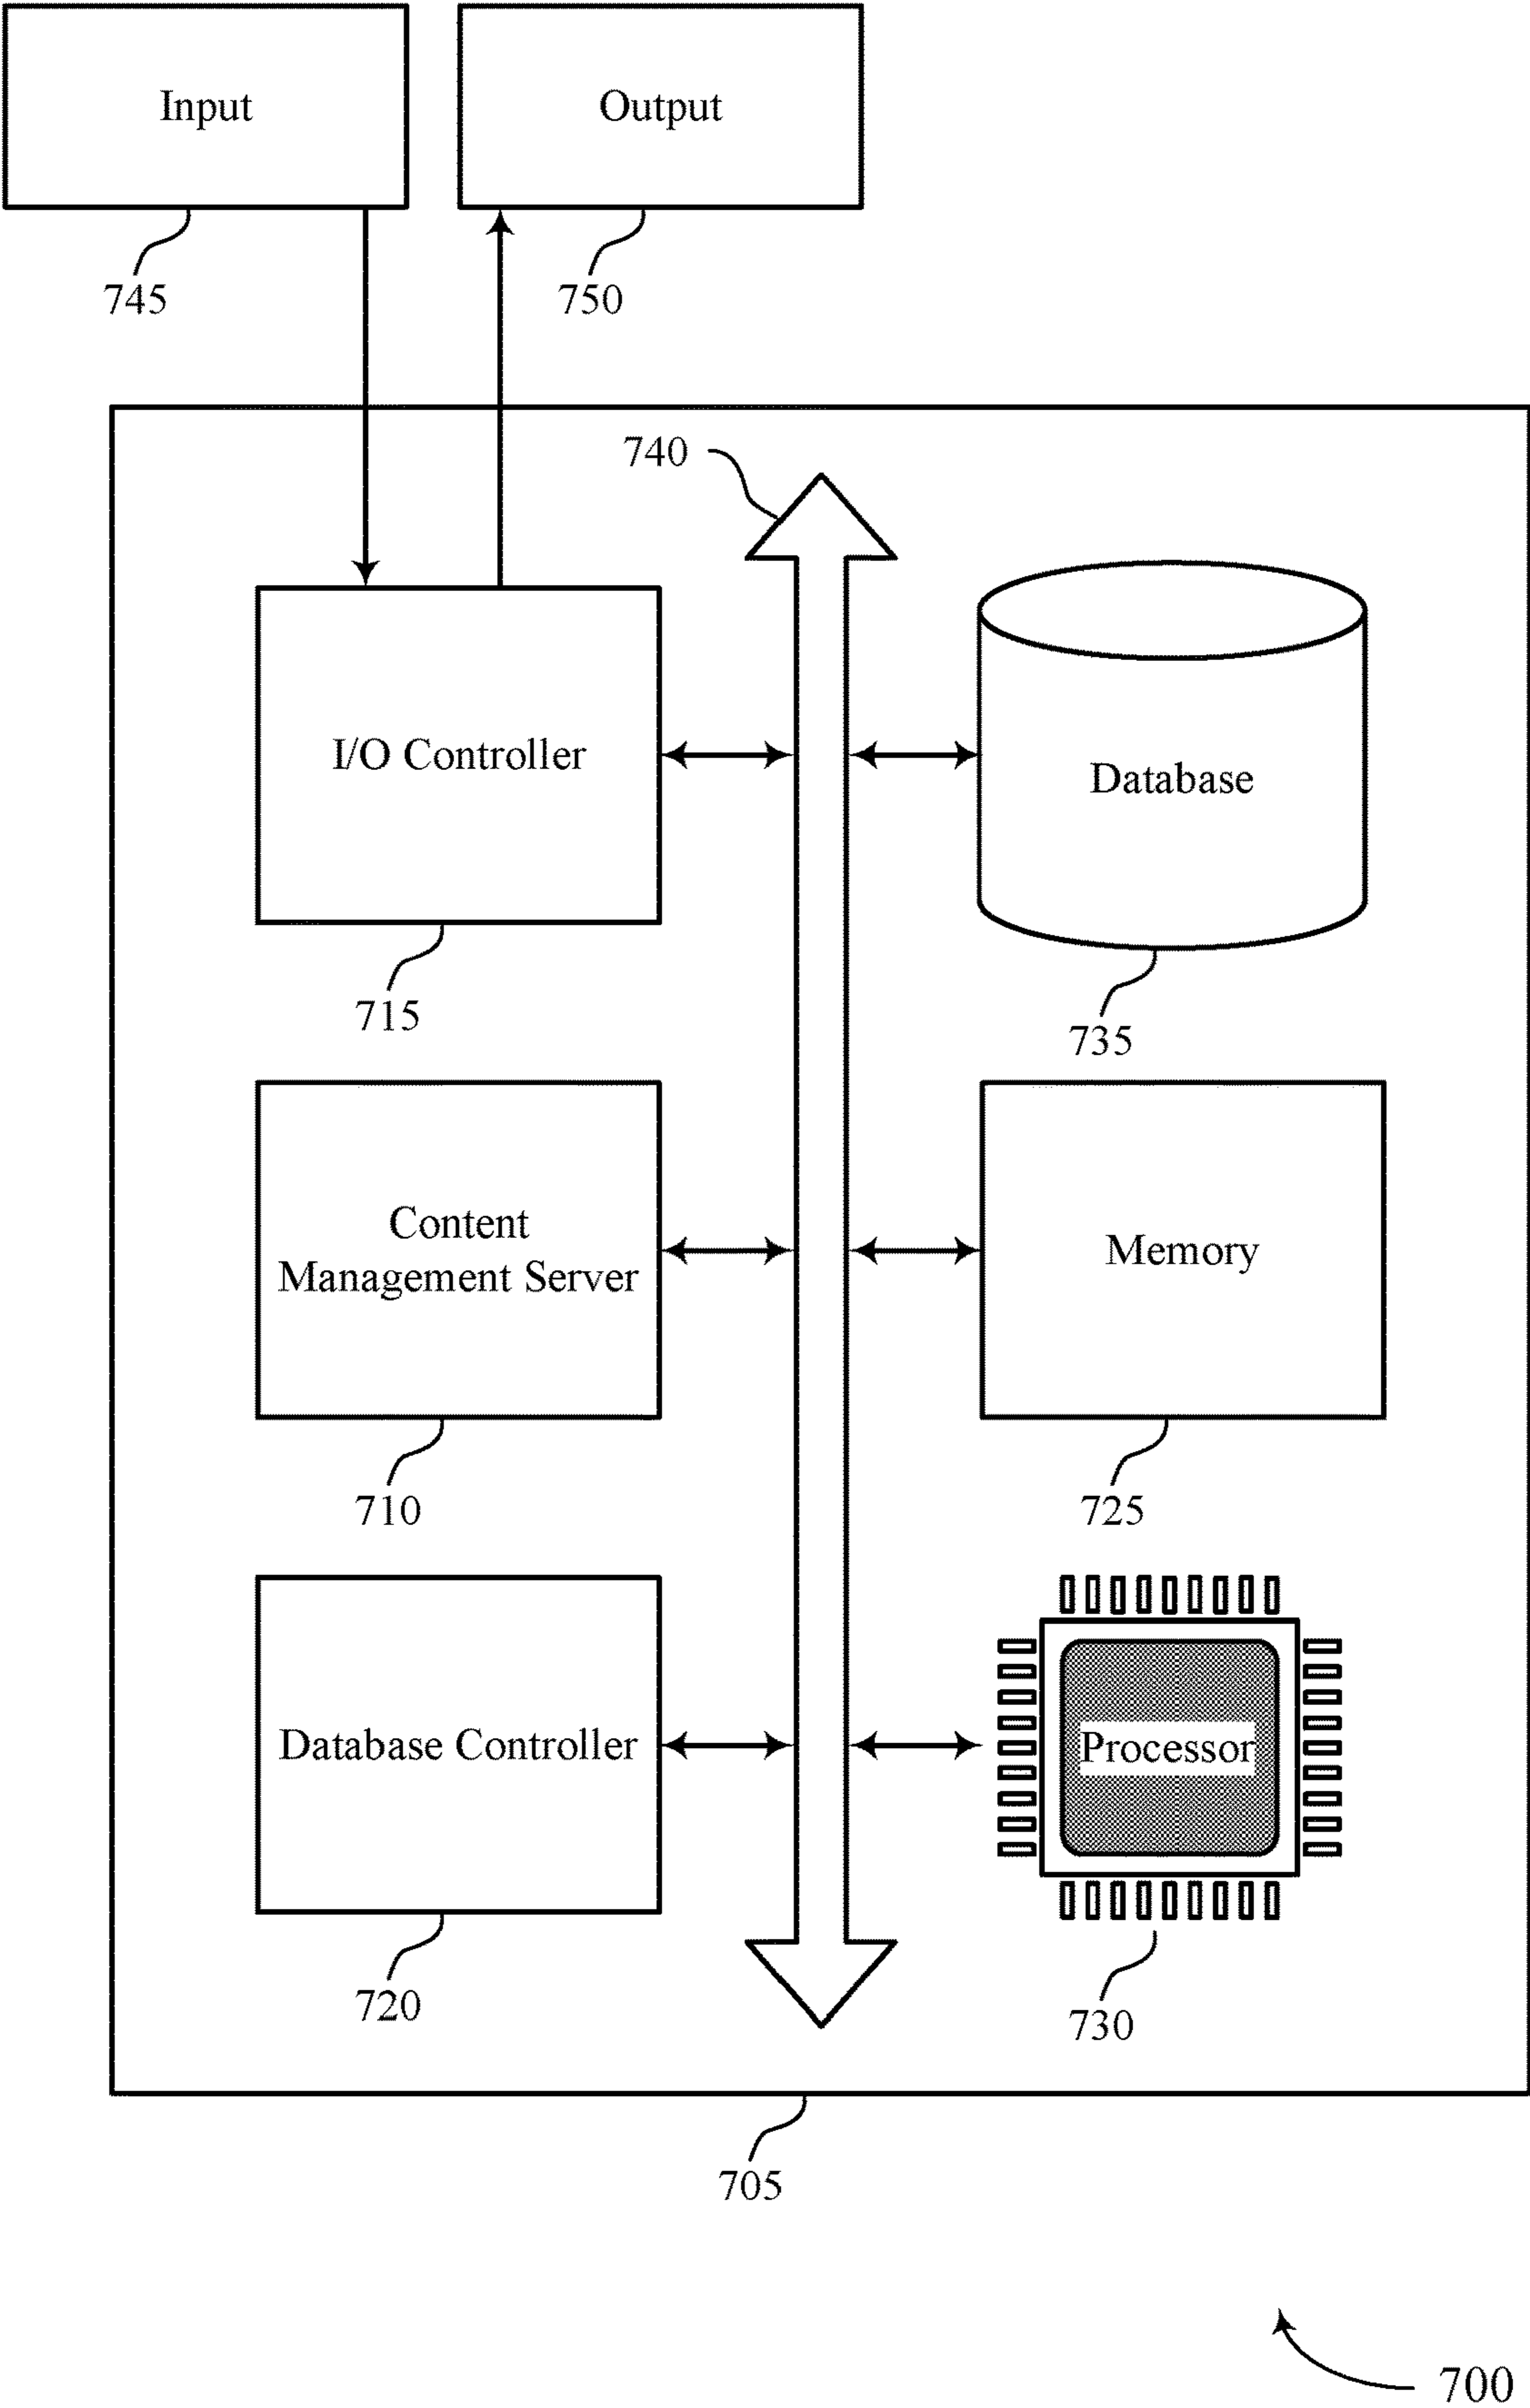 Input
Output
745
750
740
I/O Controller
Database
715
735
Content
Management Server
Memory
710
725
Database Controller
Processor
720
730
705
700